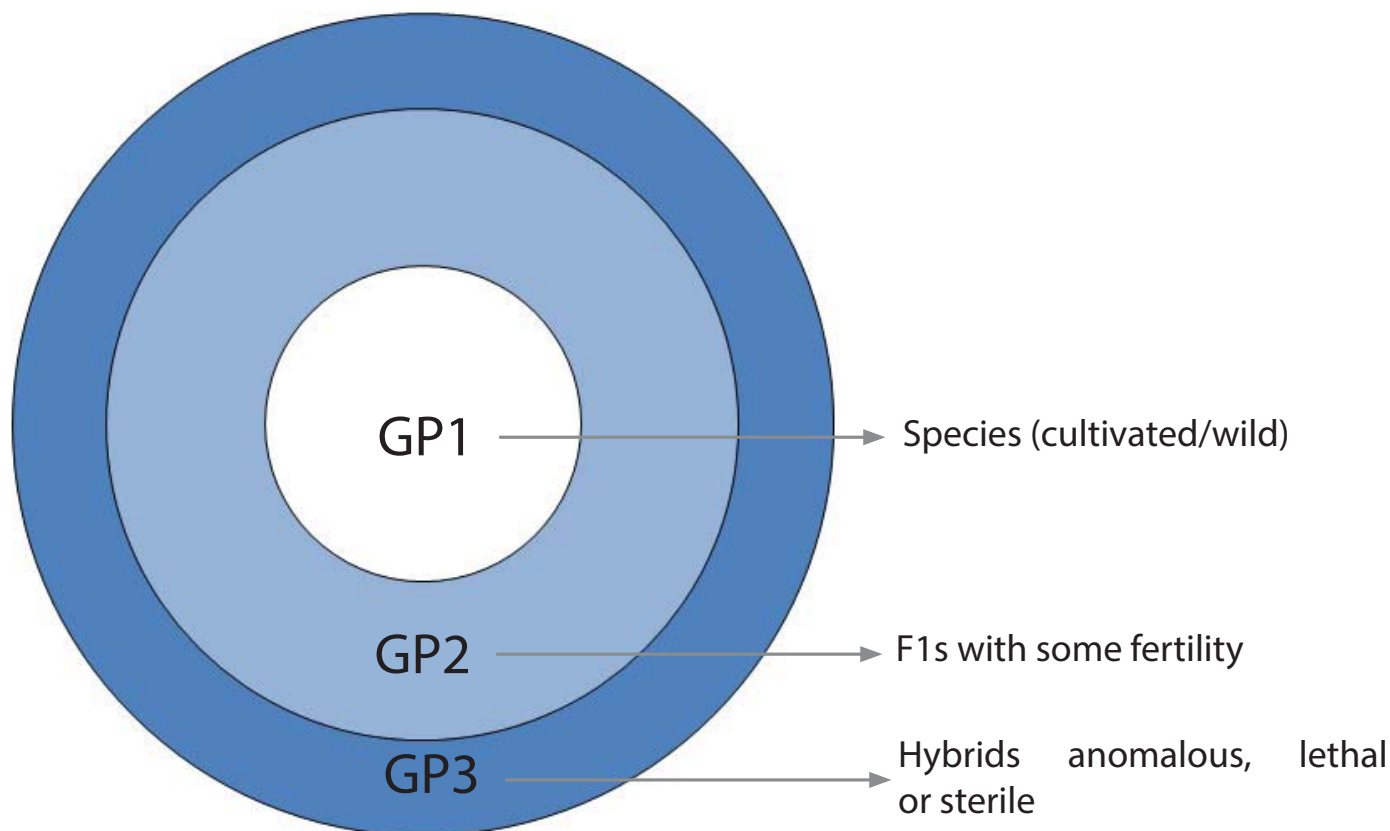 GP1
Species (cultivated/wild)
GP2
F1s with some fertility
GP3
Hybrids anomalous, lethal
or sterile